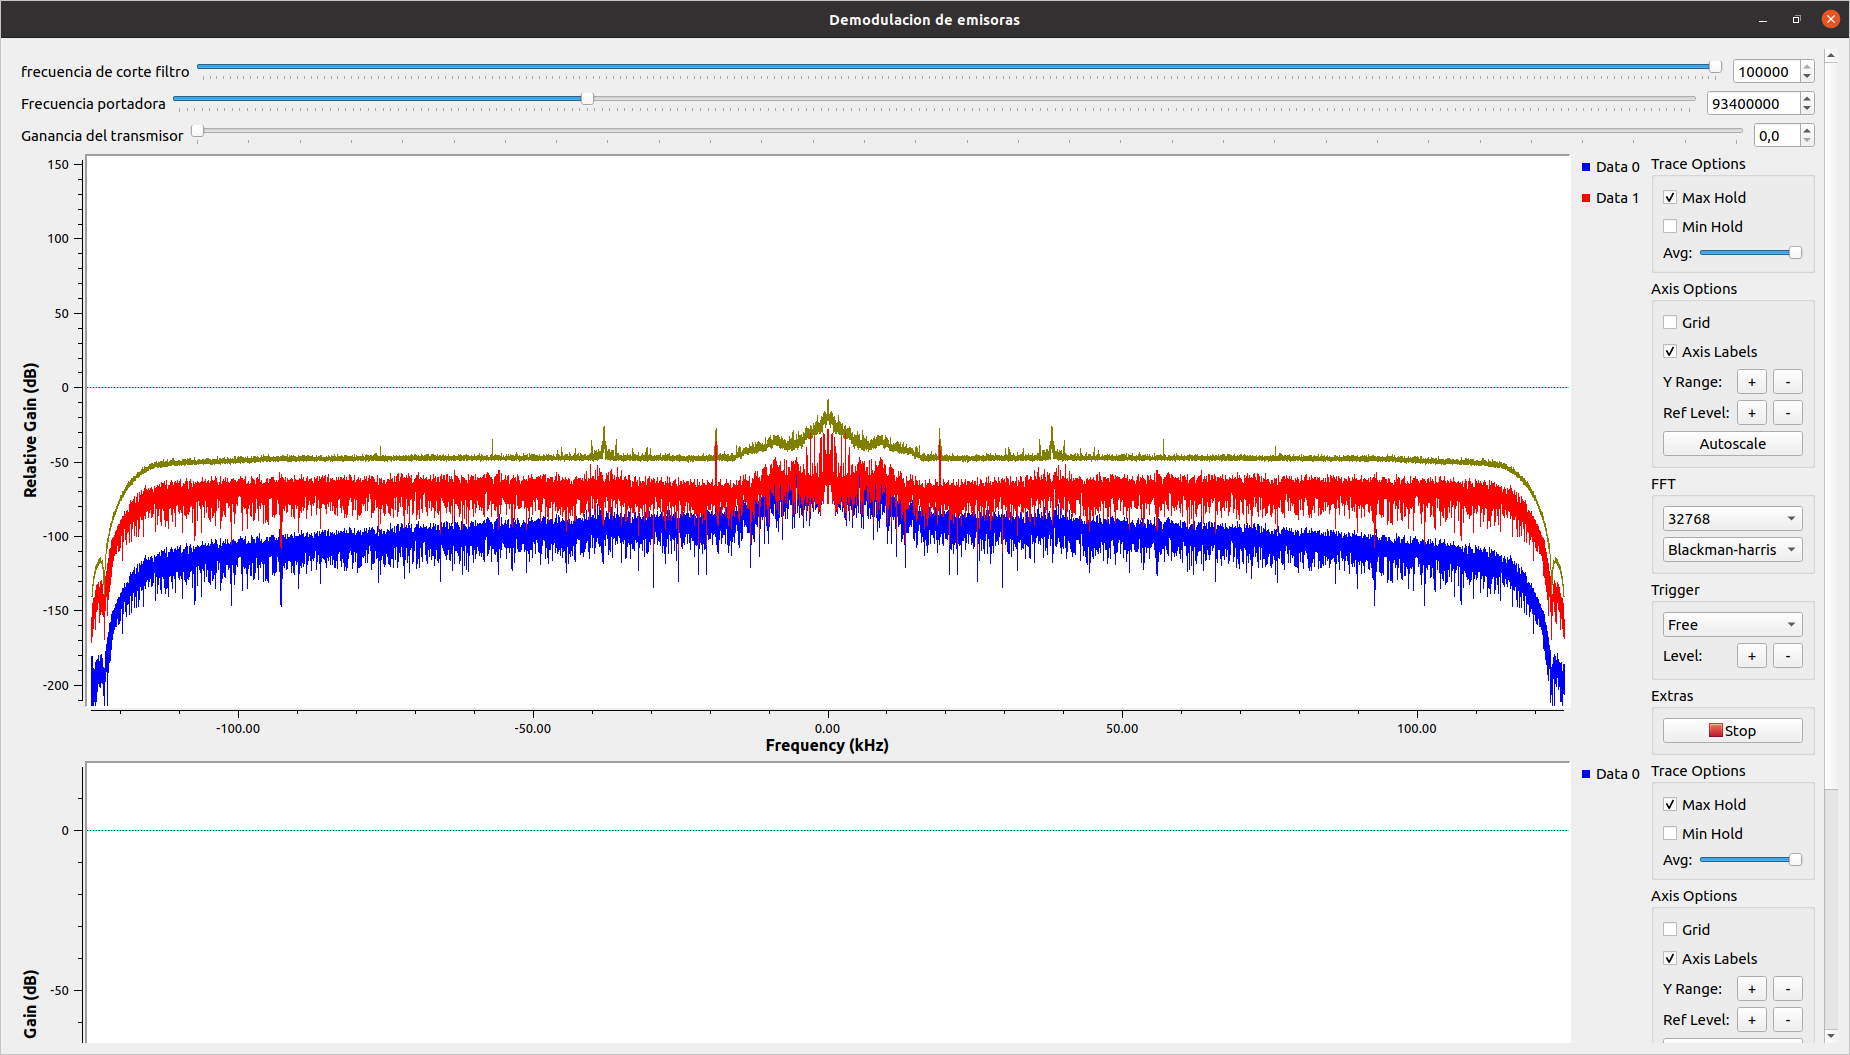 Demodulacion de emisoras
frecuencia de corte filtro 100000
Frecuencia portadora 93400000
Ganancia del transmisor 0,0
Relative Gain (dB)
150
100
50
0
-50
-100
-150
-200
-100.00 -50.00 0.00 50.00 100.00
Frequency (kHz)
Data 0
Data 1
Trace Options
Max Hold
Min Hold
Avg:
Axis Options
Grid
Axis Labels
Y Range: + -
Ref Level: + -
Autoscale
FFT
32768
Blackman-harris
Trigger
Free
Level: + -
Extras
Stop
Gain (dB)
0
-50
Data 0
Trace Options
Max Hold
Min Hold
Avg:
Axis Options
Grid
Axis Labels
Y Range: + -
Ref Level: + -